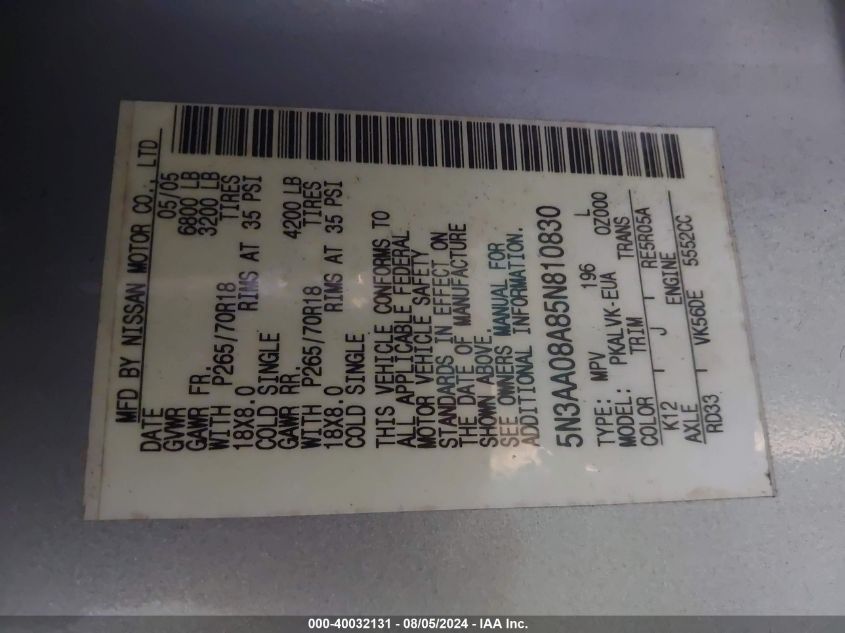 MFD BY NISSAN MOTOR CO., LTD
DATE 05/05
GVWR 6800 LB
GAWR FR. 3200 LB
WITH P265/70R18 TIRES
18X8.0 RIMS AT 35 PSI
COLD SINGLE
GAWR RR. 4200 LB
WITH P265/70R18 TIRES
18X8.0 RIMS AT 35 PSI
COLD SINGLE
THIS VEHICLE CONFORMS TO
ALL APPLICABLE FEDERAL
MOTOR VEHICLE SAFETY
STANDARDS IN EFFECT ON
THE DATE OF MANUFACTURE
SHOWN ABOVE.
SEE OWNERS MANUAL FOR
ADDITIONAL INFORMATION.
5N3AA08A85N810830
TYPE: MPV 196 L
MODEL: PKALVK-EUA 0Z000
COLOR TRIM TRANS
K12 J RE5R05A
AXLE ENGINE
RD33 VK56DE 5552CC
000-40032131 - 08/05/2024 - IAA Inc.